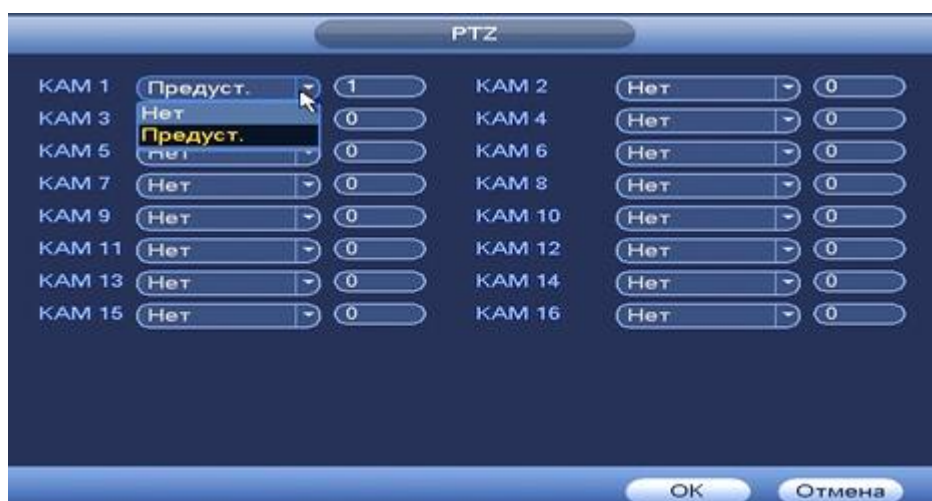 PTZ
КАМ 1 Предуст. 1 КАМ 2 Нет 0
Нет
КАМ 3 0 КАМ 4 Нет 0
Предуст.
КАМ 5 Нет 0 КАМ 6 Нет 0
КАМ 7 Нет 0 КАМ 8 Нет 0
КАМ 9 Нет 0 КАМ 10 Нет 0
КАМ 11 Нет 0 КАМ 12 Нет 0
КАМ 13 Нет 0 КАМ 14 Нет 0
КАМ 15 Нет 0 КАМ 16 Нет 0
OK Отмена